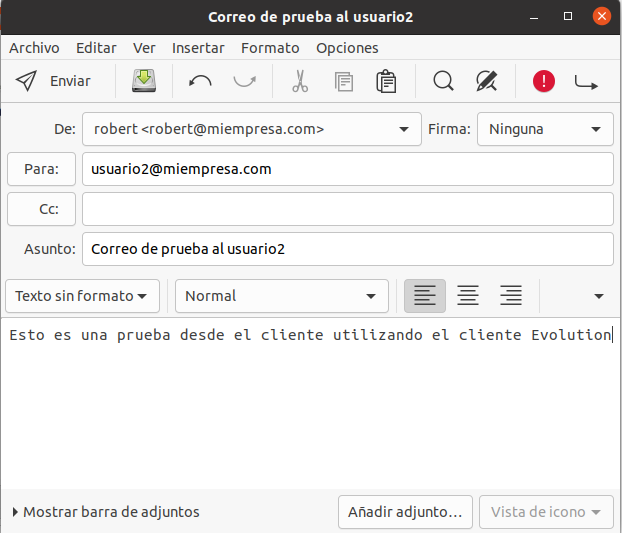 Correo de prueba al usuario2
Archivo Editar Ver Insertar Formato Opciones
Enviar
De: robert <robert@miempresa.com> Firma: Ninguna
Para: usuario2@miempresa.com
Cc:
Asunto: Correo de prueba al usuario2
Texto sin formato Normal
Esto es una prueba desde el cliente utilizando el cliente Evolution
Mostrar barra de adjuntos Añadir adjunto... Vista de icono